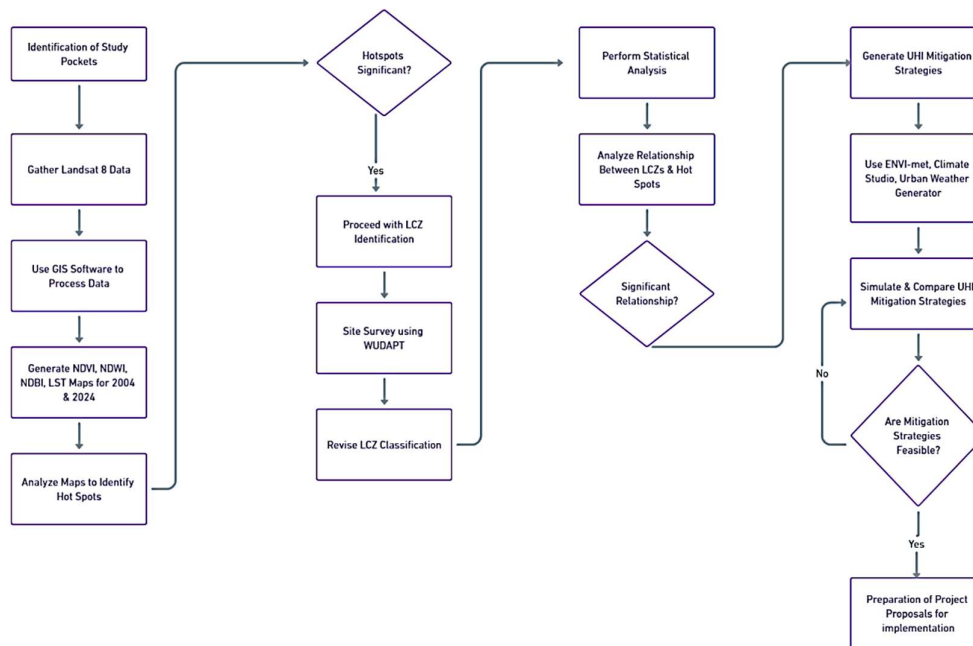 Identification of Study
Pockets
Gather Landsat 8 Data
Use GIS Software to
Process Data
Generate NDVI, NDWI,
NDBI, LST Maps for 2004
& 2024
Analyze Maps to Identify
Hot Spots
Hotspots
Significant?
Yes
Proceed with LCZ
Identification
Site Survey using
WUDAPT
Revise LCZ Classification
Perform Statistical
Analysis
Analyze Relationship
Between LCZs & Hot
Spots
Significant
Relationship?
Generate UHI Mitigation
Strategies
Use ENVI-met, Climate
Studio, Urban Weather
Generator
Simulate & Compare UHI
Mitigation Strategies
No
Are Mitigation
Strategies
Feasible?
Yes
Preparation of Project
Proposals for
implementation